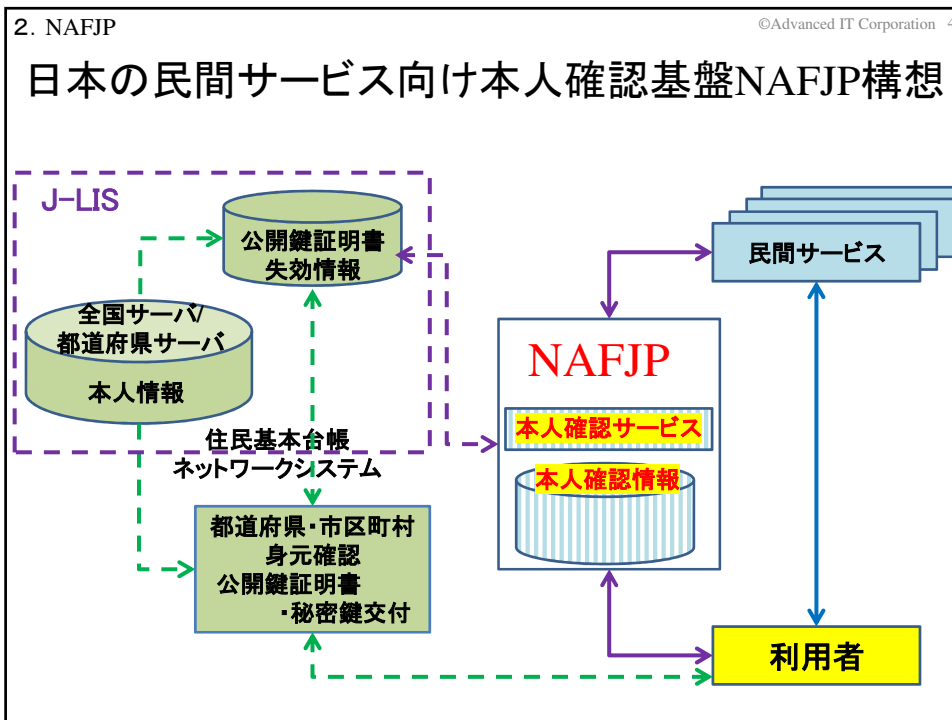 2．NAFJP
©Advanced IT Corporation 4
日本の民間サービス向け本人確認基盤NAFJP構想
J-LIS
公開鍵証明書
失効情報
全国サーバ/
都道府県サーバ
本人情報
住民基本台帳
ネットワークシステム
都道府県・市区町村
身元確認
公開鍵証明書
・秘密鍵交付
NAFJP
本人確認サービス
本人確認情報
民間サービス
利用者